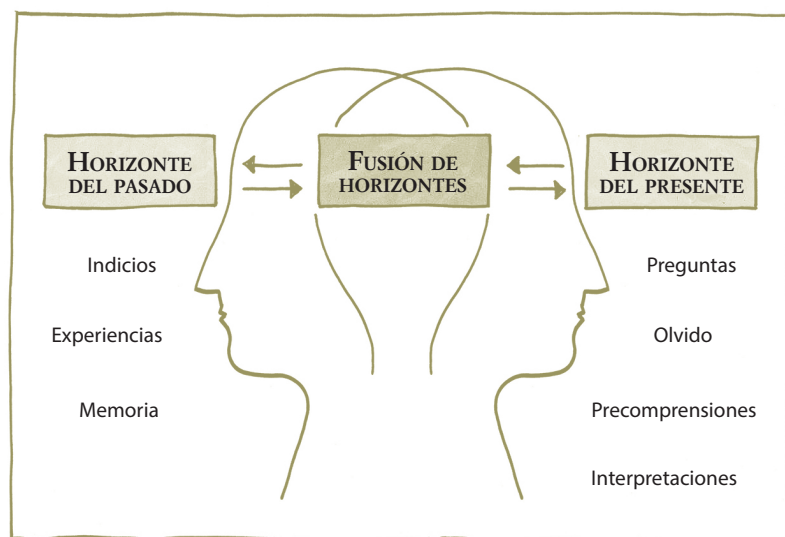 HORIZONTE
DEL PASADO
FUSIÓN DE
HORIZONTES
HORIZONTE
DEL PRESENTE
Indicios
Experiencias
Memoria
Preguntas
Olvido
Precomprensiones
Interpretaciones